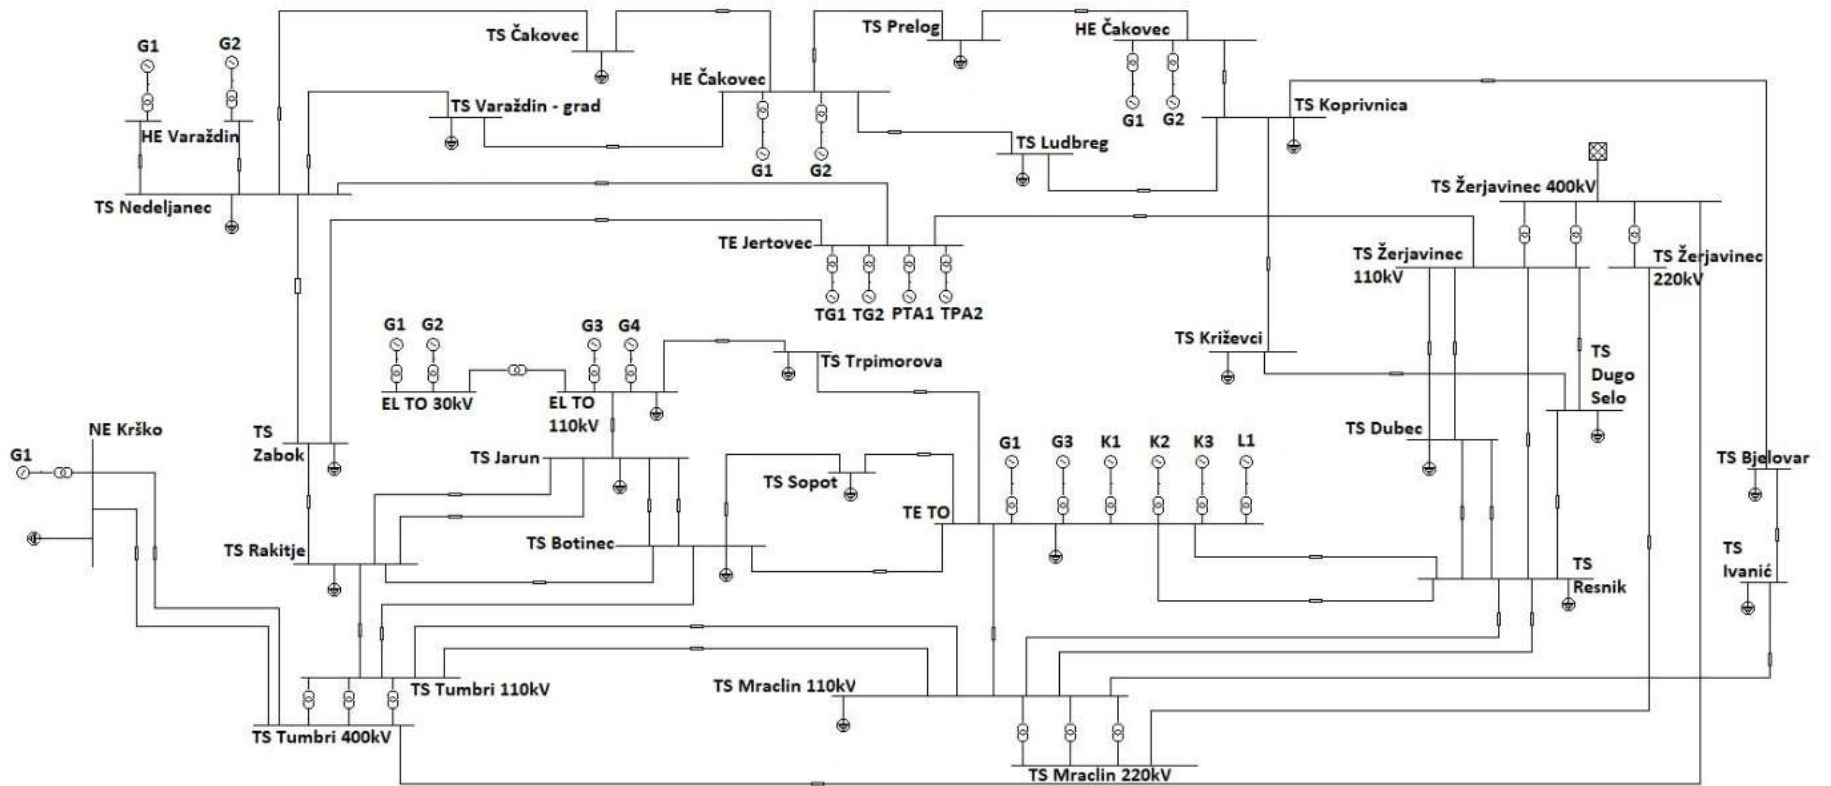 TS Čakovec
TS Prelog
HE Čakovec
G1
G2
HE Čakovec
TS Varaždin - grad
TS Koprivnica
G1
G2
HE Varaždin
TS Ludbreg
G1
G2
TS Žerjavinec 400kV
TS Nedeljanec
TE Jertovec
TS Žerjavinec
110kV
TS Žerjavinec
220kV
TG1
TG2
PTA1
TPA2
G1
G2
G3
G4
TS Križevci
TS Trpimorova
TS
Dugo
Selo
EL TO 30kV
EL TO
110kV
TS
Zabok
NE Krško
G1
TS Jarun
TS Sopot
G1
G3
K1
K2
K3
L1
TS Dubec
TS Bjelovar
TE TO
TS Rakitje
TS Botinec
TS
Resnik
TS
Ivanić
TS Tumbri 110kV
TS Mraclin 110kV
TS Tumbri 400kV
TS Mraclin 220kV